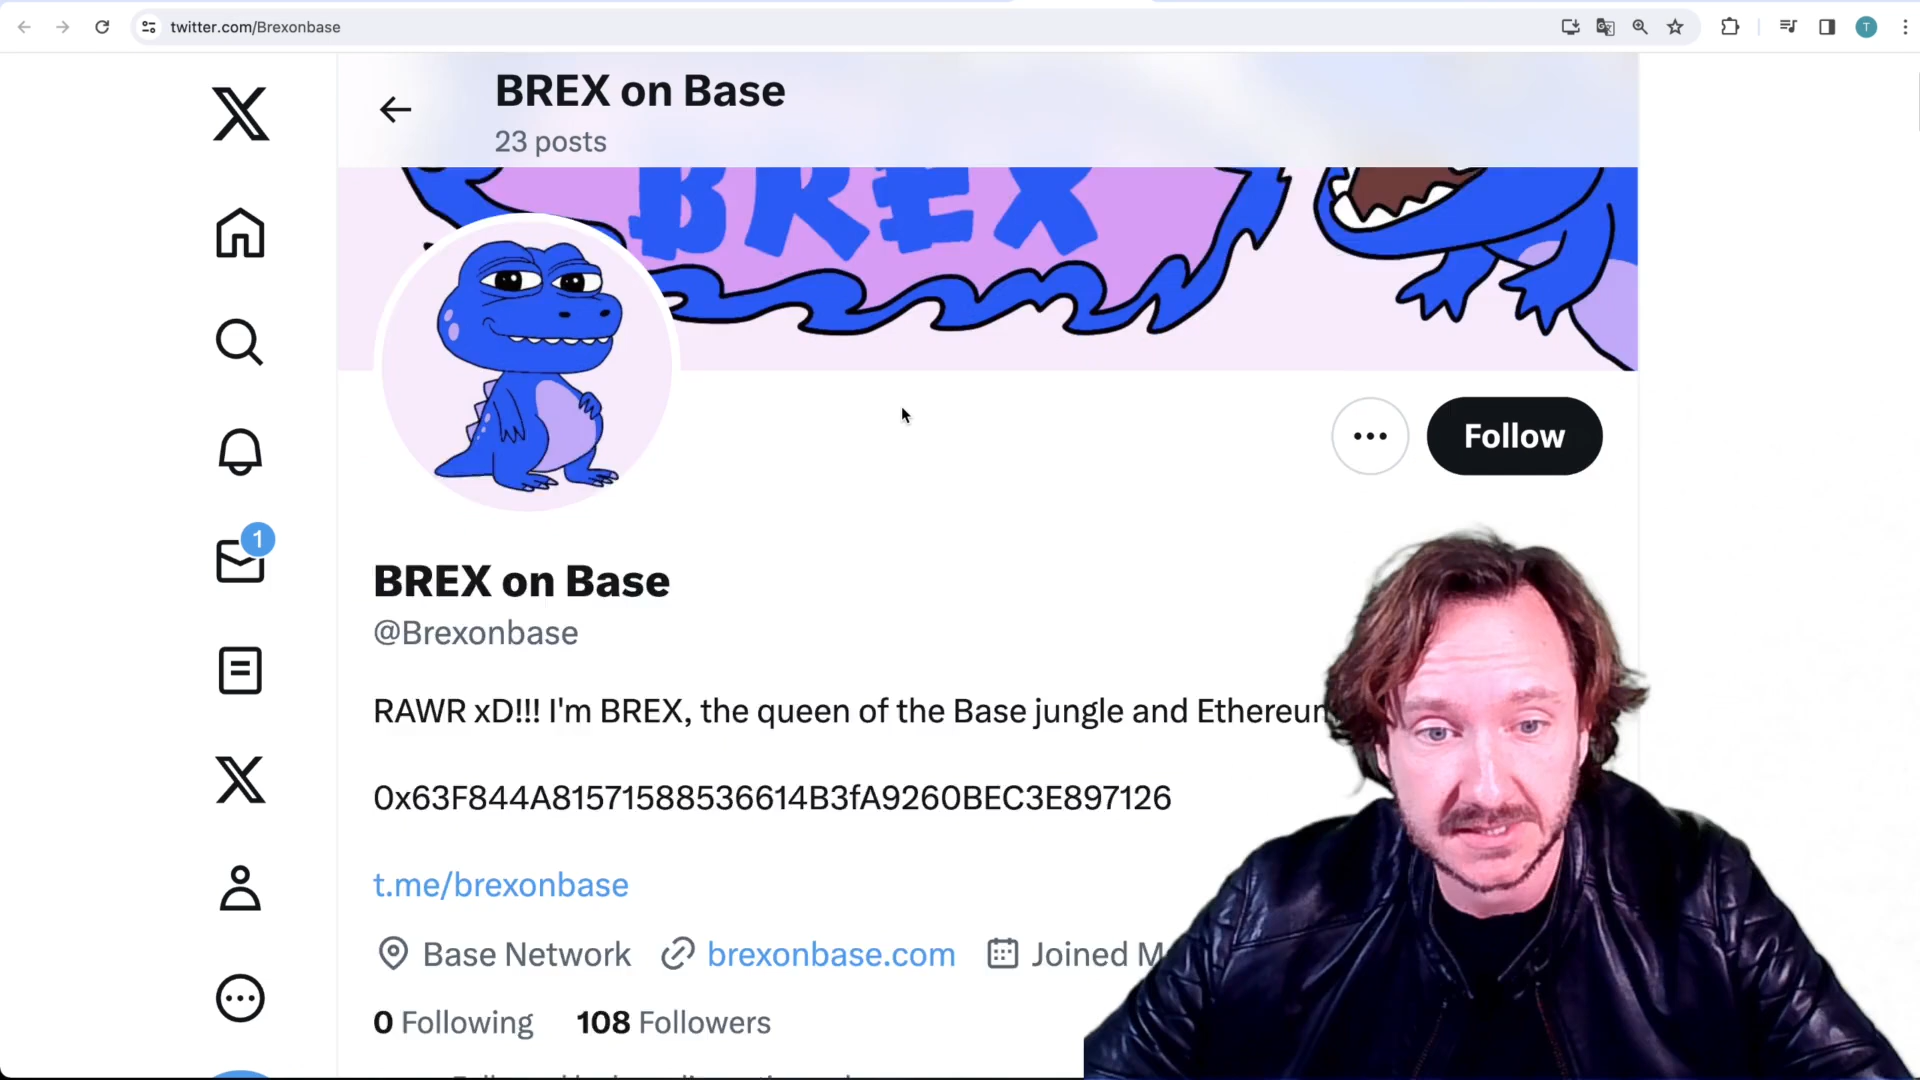 twitter.com/Brexonbase
T
BREX on Base
23 posts
BREX
Follow
1
BREX on Base
@Brexonbase
RAWR xD!!! I'm BREX, the queen of the Base jungle and
0x63F844A81571588536614B3fA9260BEC3E897126
t.me/brexonbase
Base Network brexonbase.com Joined
0 Following 108 Followers